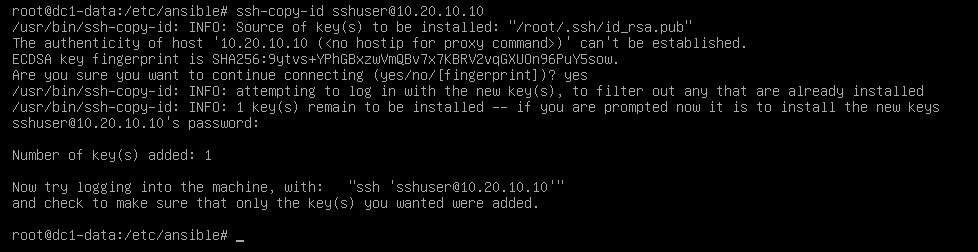 root@dc1-data:/etc/ansible# ssh-copy-id sshuser@10.20.10.10
/usr/bin/ssh-copy-id: INFO: Source of key(s) to be installed: "/root/.ssh/id_rsa.pub"
The authenticity of host '10.20.10.10 (<no hostip for proxy command>)' can't be established.
ECDSA key fingerprint is SHA256:9ytvs+YPhGBxzwVmQBv7x7KBRV2vqGXUOn96PuY5sow.
Are you sure you want to continue connecting (yes/no/[fingerprint])? yes
/usr/bin/ssh-copy-id: INFO: attempting to log in with the new key(s), to filter out any that are already installed
/usr/bin/ssh-copy-id: INFO: 1 key(s) remain to be installed -- if you are prompted now it is to install the new keys
sshuser@10.20.10.10's password:
Number of key(s) added: 1
Now try logging into the machine, with:   "ssh 'sshuser@10.20.10.10'"
and check to make sure that only the key(s) you wanted were added.
root@dc1-data:/etc/ansible# _